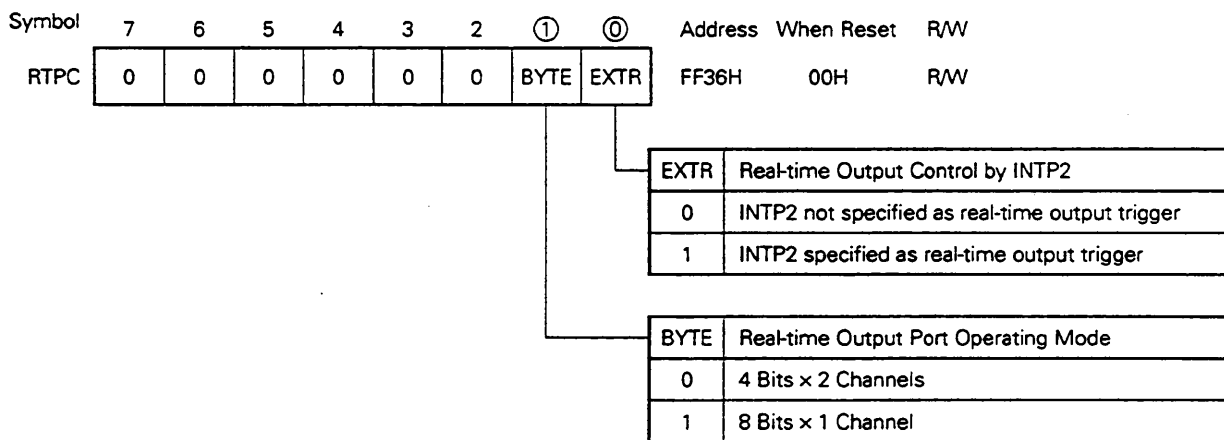 Symbol 7 6 5 4 3 2 ① ⓪ Address When Reset R/W
RTPC 0 0 0 0 0 0 BYTE EXTR FF36H 00H R/W
EXTR Real-time Output Control by INTP2
0 INTP2 not specified as real-time output trigger
1 INTP2 specified as real-time output trigger
BYTE Real-time Output Port Operating Mode
0 4 Bits × 2 Channels
1 8 Bits × 1 Channel